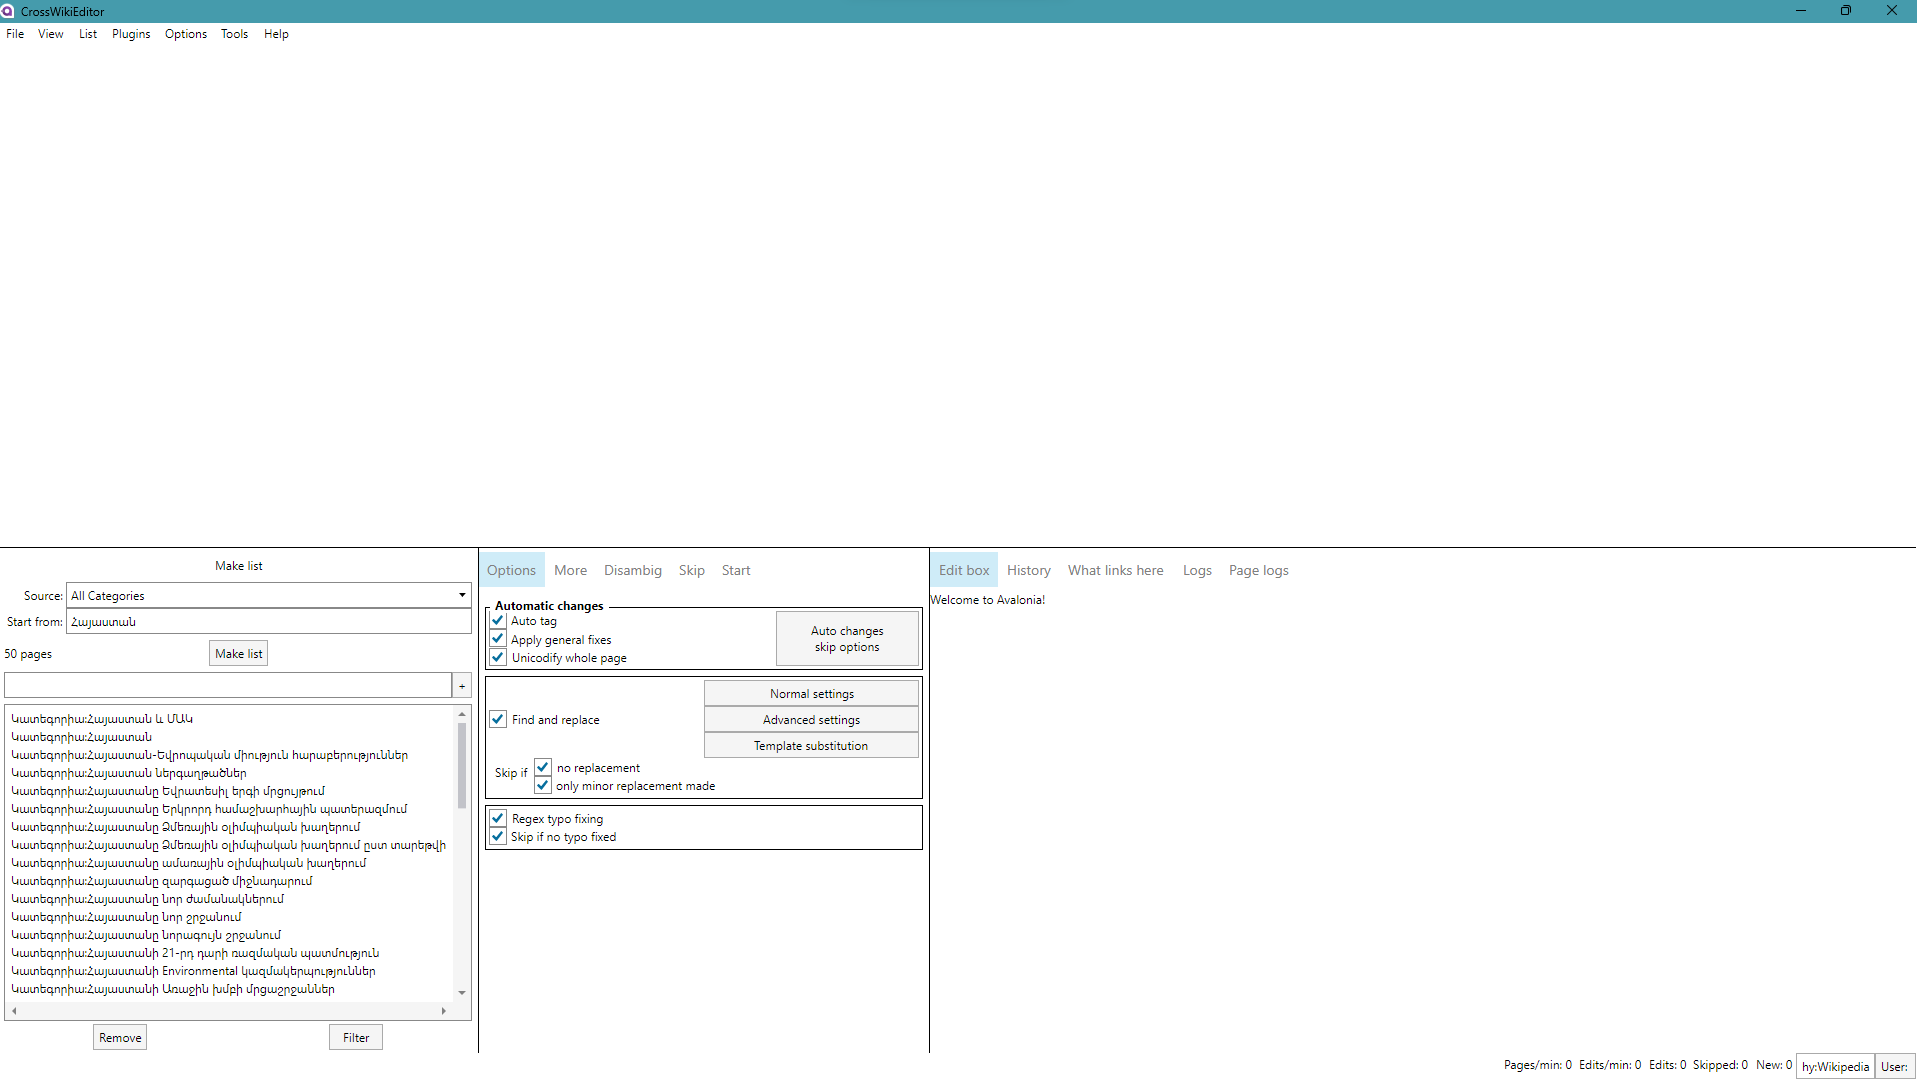 CrossWikiEditor
File View List Plugins Options Tools Help
Make list
Source: All Categories
Start from: Հայաստան
50 pages Make list
+
Կատեգորիա:Հայաստան և ՄԱԿ
Կատեգորիա:Հայաստան
Կատեգորիա:Հայաստան-Եվրոպական միություն հարաբերություններ
Կատեգորիա:Հայաստան ներգաղթածներ
Կատեգորիա:Հայաստանը Եվրատեսիլ երգի մրցույթում
Կատեգորիա:Հայաստանը Երկրորդ համաշխարհային պատերազմում
Կատեգորիա:Հայաստանը Ձմեռային օլիմպիական խաղերում
Կատեգորիա:Հայաստանը Ձմեռային օլիմպիական խաղերում ըստ տարեթվի
Կատեգորիա:Հայաստանը ամառային օլիմպիական խաղերում
Կատեգորիա:Հայաստանը զարգացած միջնադարում
Կատեգորիա:Հայաստանը նոր ժամանակներում
Կատեգորիա:Հայաստանը նոր շրջանում
Կատեգորիա:Հայաստանը նորագույն շրջանում
Կատեգորիա:Հայաստանի 21-րդ դարի ռազմական պատմություն
Կատեգորիա:Հայաստանի Environmental կազմակերպություններ
Կատեգորիա:Հայաստանի Առաջին խմբի մրցաշրջաններ
Remove Filter
Options More Disambig Skip Start
Automatic changes
Auto tag
Apply general fixes
Unicodify whole page
Auto changes
skip options
Find and replace
Normal settings
Advanced settings
Template substitution
Skip if no replacement
only minor replacement made
Regex typo fixing
Skip if no typo fixed
Edit box History What links here Logs Page logs
Welcome to Avalonia!
Pages/min: 0 Edits/min: 0 Edits: 0 Skipped: 0 New: 0 hy:Wikipedia User: